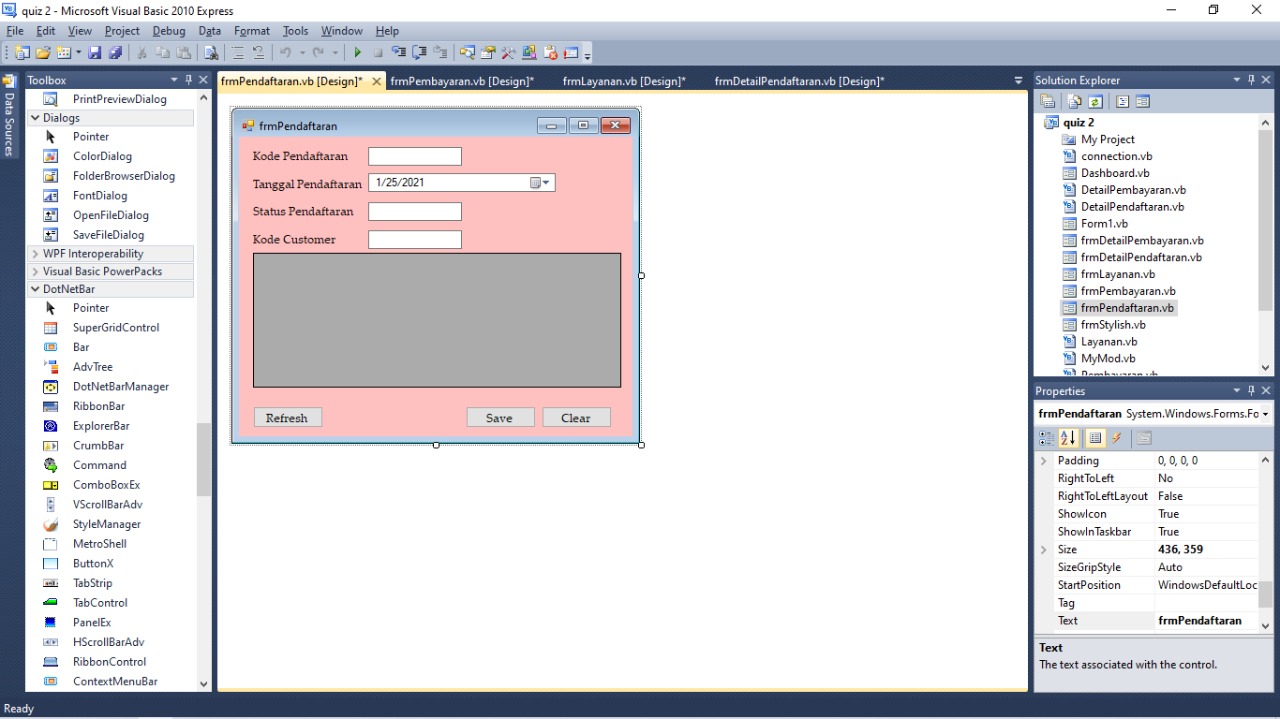 quiz 2 - Microsoft Visual Basic 2010 Express
File Edit View Project Debug Data Format Tools Window Help
Data Sources
Toolbox
PrintPreviewDialog
Dialogs
Pointer
ColorDialog
FolderBrowserDialog
FontDialog
OpenFileDialog
SaveFileDialog
WPF Interoperability
Visual Basic PowerPacks
DotNetBar
Pointer
SuperGridControl
Bar
AdvTree
DotNetBarManager
RibbonBar
ExplorerBar
CrumbBar
Command
ComboBoxEx
VScrollBarAdv
StyleManager
MetroShell
ButtonX
TabStrip
TabControl
PanelEx
HScrollBarAdv
RibbonControl
ContextMenuBar
frmPendaftaran.vb [Design]* frmPembayaran.vb [Design]* frmLayanan.vb [Design]* frmDetailPendaftaran.vb [Design]*
frmPendaftaran
Kode Pendaftaran
Tanggal Pendaftaran 1/25/2021
Status Pendaftaran
Kode Customer
Refresh Save Clear
Solution Explorer
quiz 2
My Project
connection.vb
Dashboard.vb
DetailPembayaran.vb
DetailPendaftaran.vb
Form1.vb
frmDetailPembayaran.vb
frmDetailPendaftaran.vb
frmLayanan.vb
frmPembayaran.vb
frmPendaftaran.vb
frmStylish.vb
Layanan.vb
MyMod.vb
Pembayaran.vb
Properties
frmPendaftaran System.Windows.Forms.Fo
Padding 0, 0, 0, 0
RightToLeft No
RightToLeftLayout False
ShowIcon True
ShowInTaskbar True
Size 436, 359
SizeGripStyle Auto
StartPosition WindowsDefaultLoc
Tag
Text frmPendaftaran
Text
The text associated with the control.
Ready